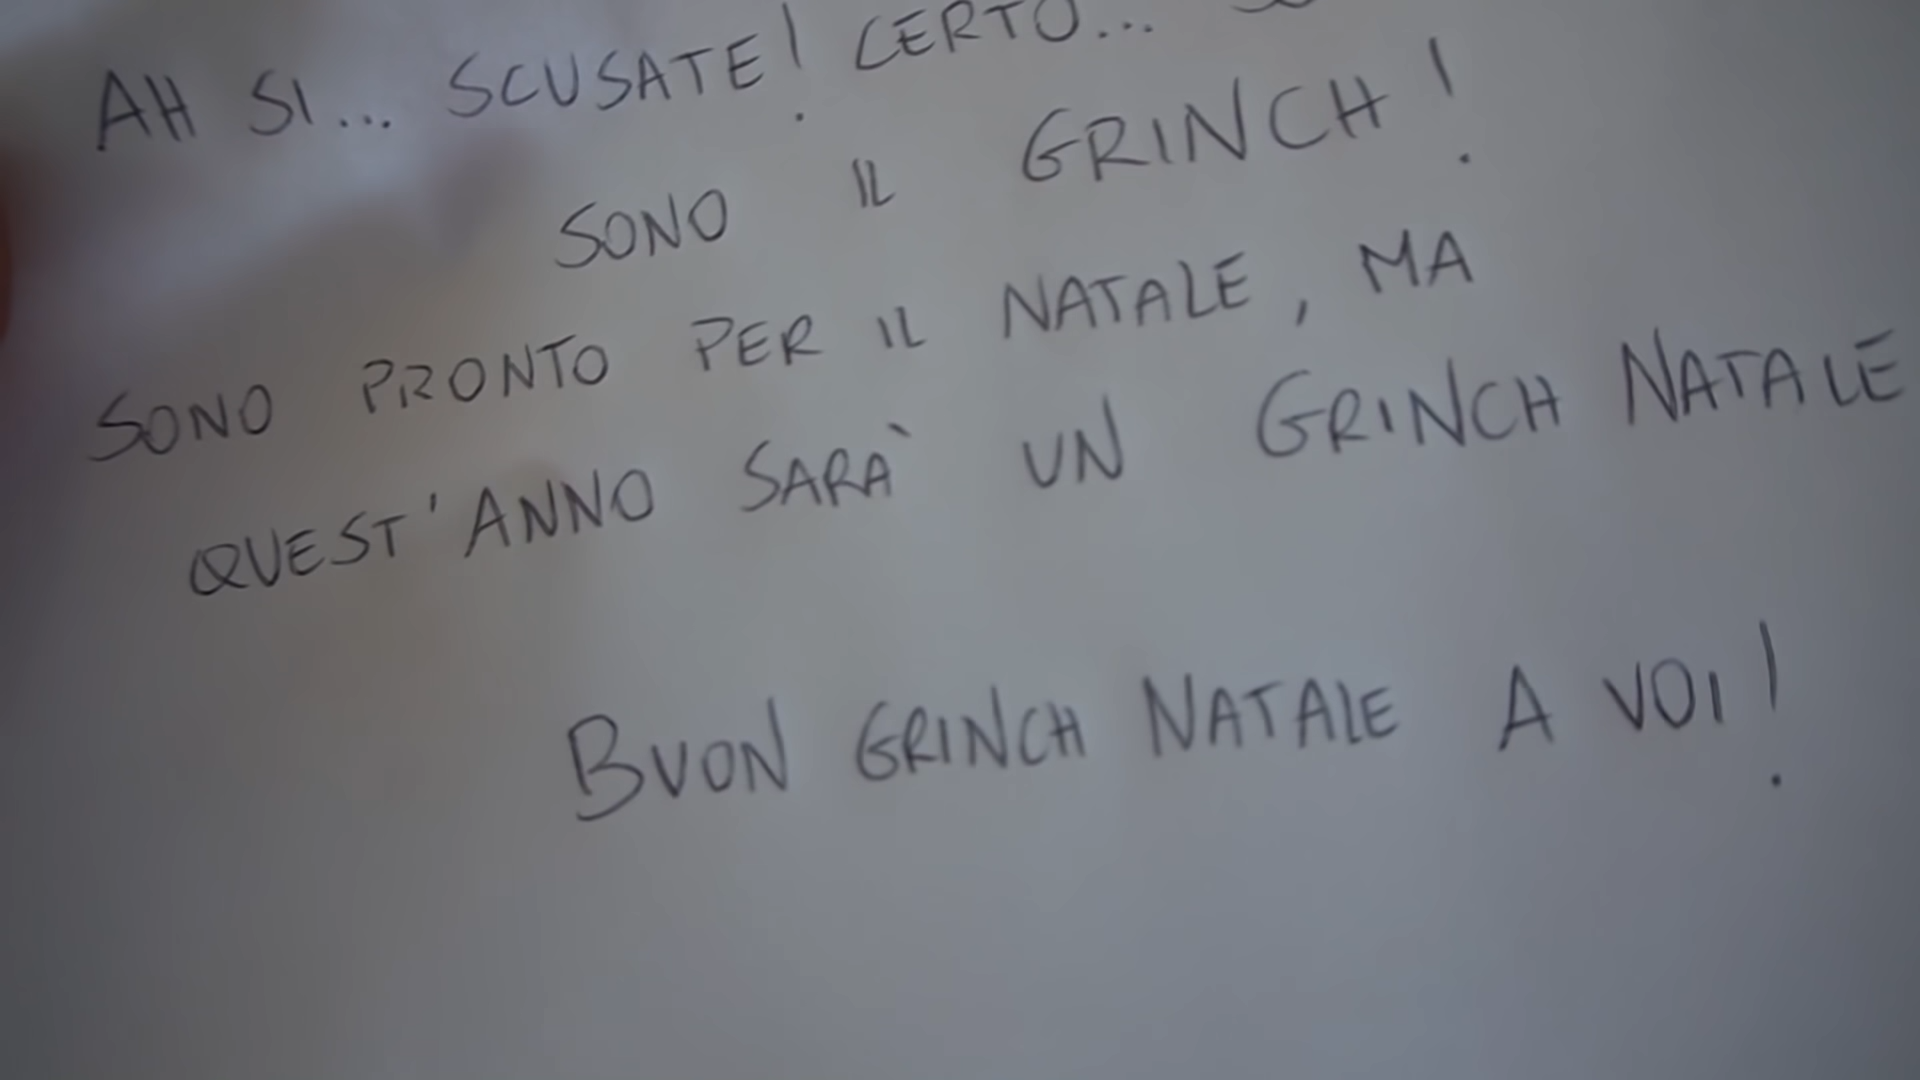 AH SI... SCUSATE! CERTO...
SONO IL GRINCH!
SONO PRONTO PER IL NATALE, MA
QUEST'ANNO SARÀ UN GRINCH NATALE
BUON GRINCH NATALE A VOI!